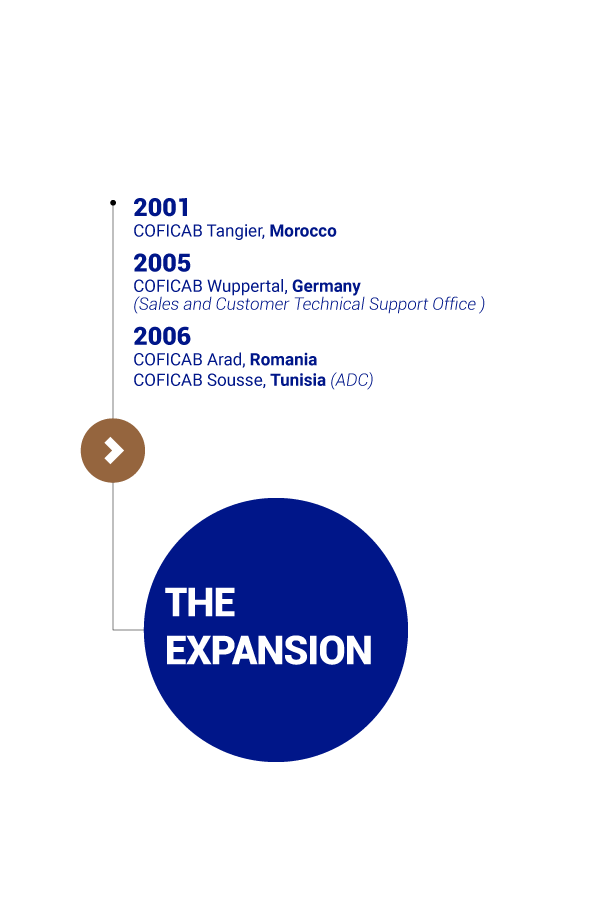 2001
COFICAB Tangier, Morocco
2005
COFICAB Wuppertal, Germany
(Sales and Customer Technical Support Office )
2006
COFICAB Arad, Romania
COFICAB Sousse, Tunisia (ADC)
THE
EXPANSION